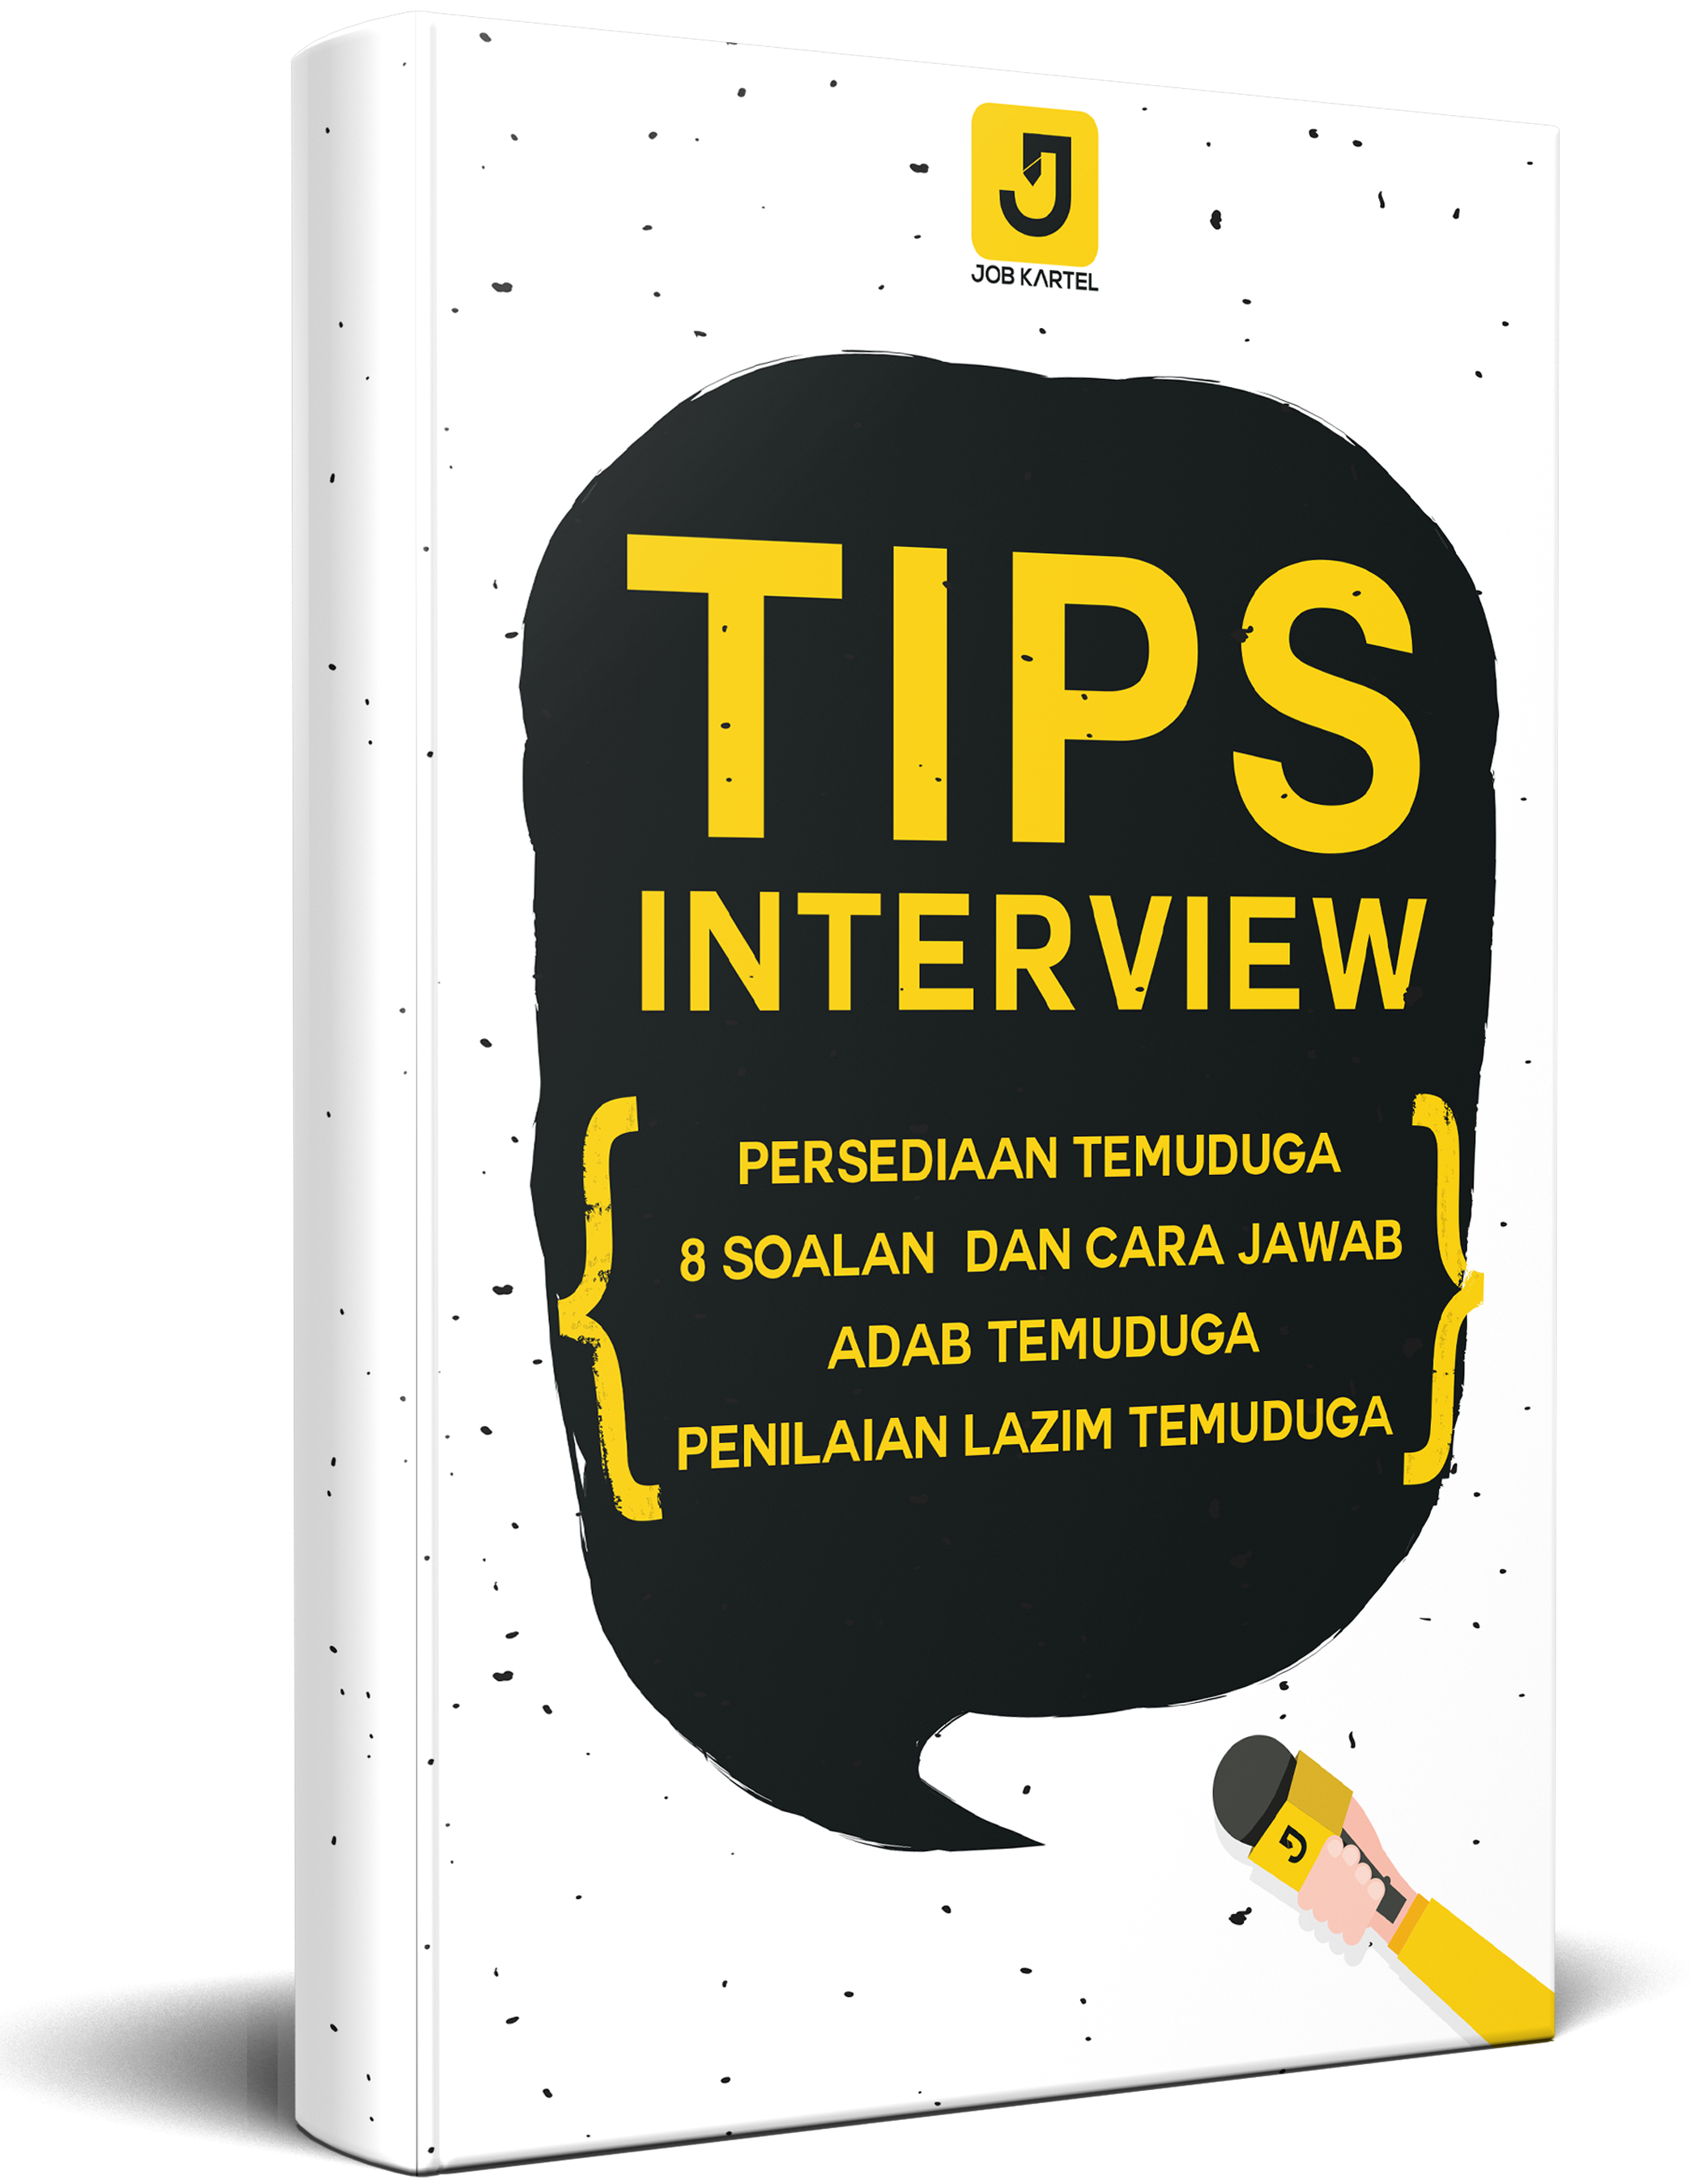 JOB KARTEL
TIPS
INTERVIEW
PERSEDIAAN TEMUDUGA
8 SOALAN DAN CARA JAWAB
ADAB TEMUDUGA
PENILAIAN LAZIM TEMUDUGA